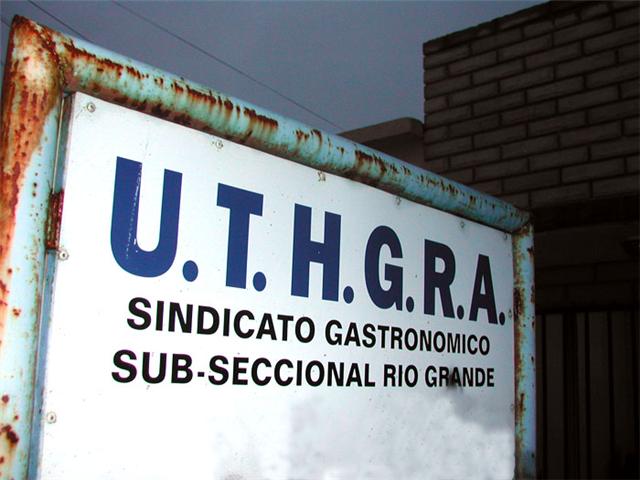 U.T.H.G.R.A.
SINDICATO GASTRONOMICO
SUB-SECCIONAL RIO GRANDE